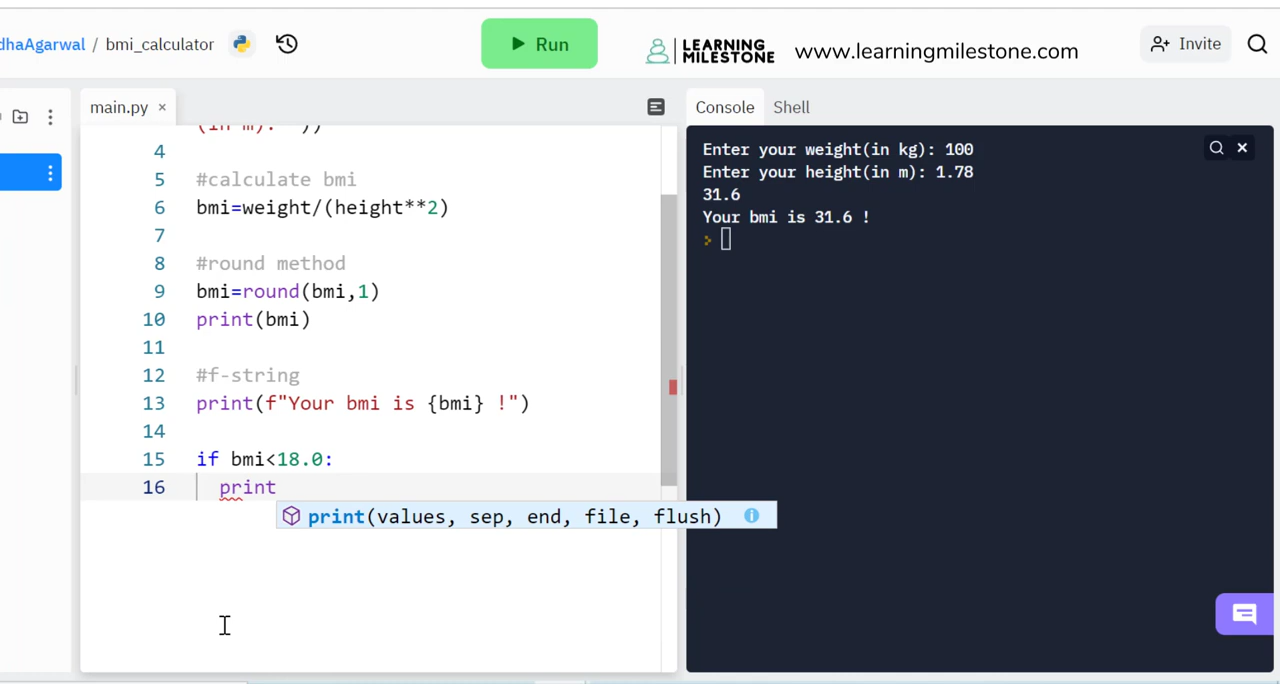 dhaAgarwal / bmi_calculator
Run
LEARNING
MILESTONE
www.learningmilestone.com
Invite
main.py ×
Console
Shell
(in m): "))
4
5 #calculate bmi
6 bmi=weight/(height**2)
7
8 #round method
9 bmi=round(bmi,1)
10 print(bmi)
11
12 #f-string
13 print(f"Your bmi is {bmi} !")
14
15 if bmi<18.0:
16 print
print(values, sep, end, file, flush)
Enter your weight(in kg): 100
Enter your height(in m): 1.78
31.6
Your bmi is 31.6 !